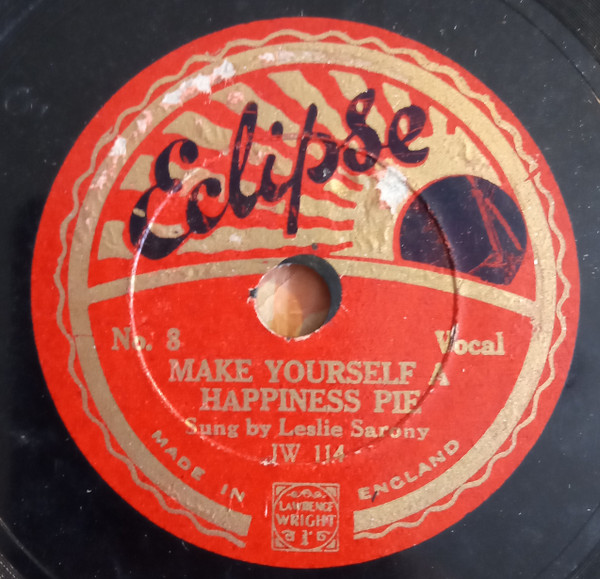 Eclipse
No. 8 Vocal
MAKE YOURSELF A
HAPPINESS PIE
Sung by Leslie Sarony
JW 114
MADE IN ENGLAND
LAWRENCE
WRIGHT